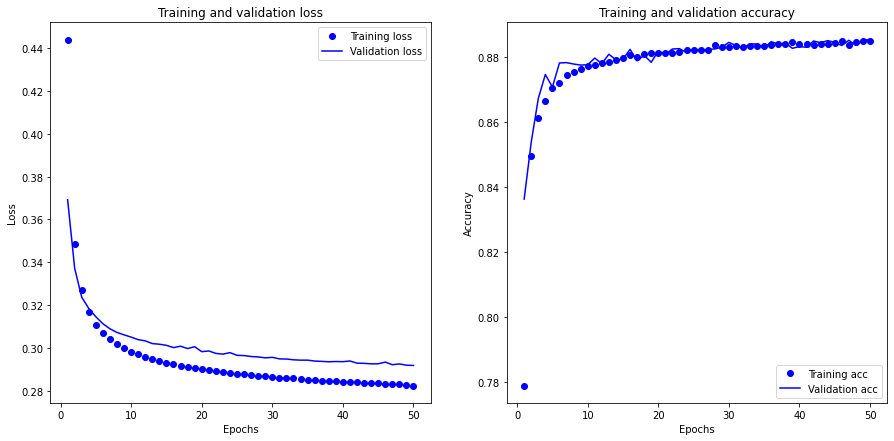 Training and validation loss
0.44
0.42
0.40
0.38
0.36
0.34
0.32
0.30
0.28
Loss
0
10
20
30
40
50
Epochs
Training loss
Validation loss
Training and validation accuracy
0.88
0.86
0.84
0.82
0.80
0.78
Accuracy
0
10
20
30
40
50
Epochs
Training acc
Validation acc